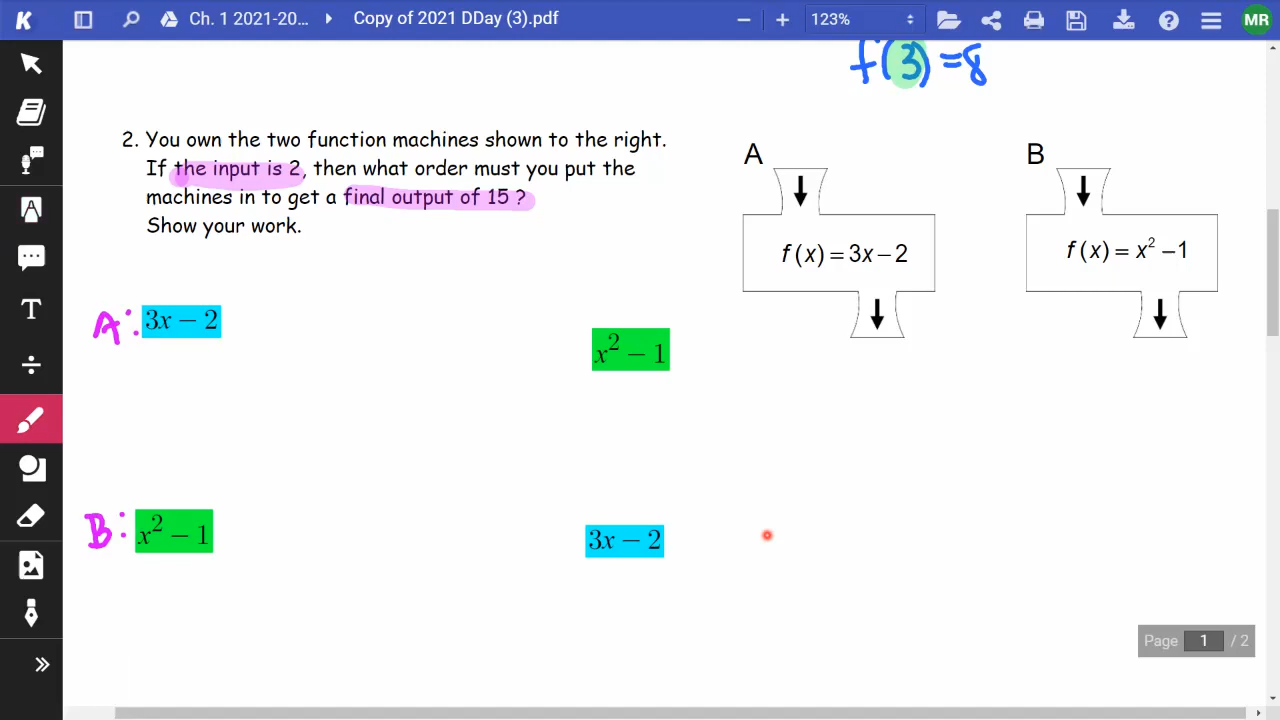 K Ch. 1 2021-20... Copy of 2021 DDay (3).pdf 123% MR
f(3)=8
2. You own the two function machines shown to the right.
If the input is 2, then what order must you put the
machines in to get a final output of 15 ?
Show your work.
A
B
f(x) = 3x – 2
f(x) = x² – 1
A: 3x − 2
x² − 1
B: x² − 1
3x − 2
Page 1 / 2